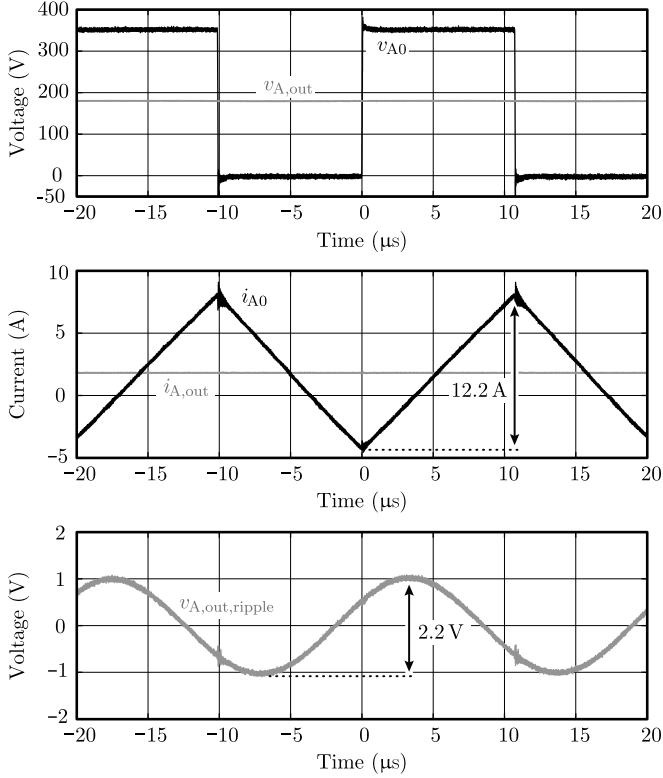 400
300
200
100
0
-50
Voltage (V)
v_A0
v_A,out
−20 −15 −10 −5 0 5 10 15 20
Time (µs)
10
5
0
−5
Current (A)
i_A0
i_A,out
12.2 A
−20 −15 −10 −5 0 5 10 15 20
Time (µs)
2
1
0
−1
−2
Voltage (V)
v_A,out,ripple
2.2 V
−20 −15 −10 −5 0 5 10 15 20
Time (µs)